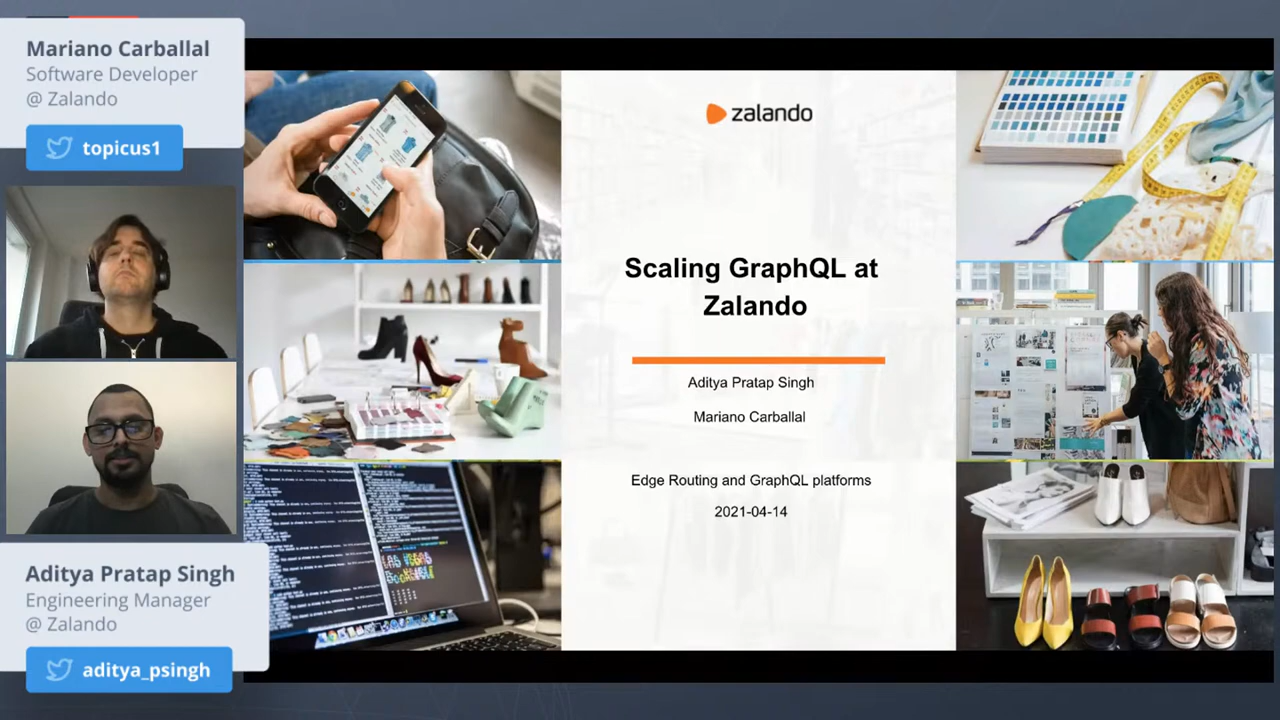 Mariano Carballal
Software Developer
@ Zalando
topicus1
Aditya Pratap Singh
Engineering Manager
@ Zalando
aditya_psingh
zalando
Scaling GraphQL at
Zalando
Aditya Pratap Singh
Mariano Carballal
Edge Routing and GraphQL platforms
2021-04-14